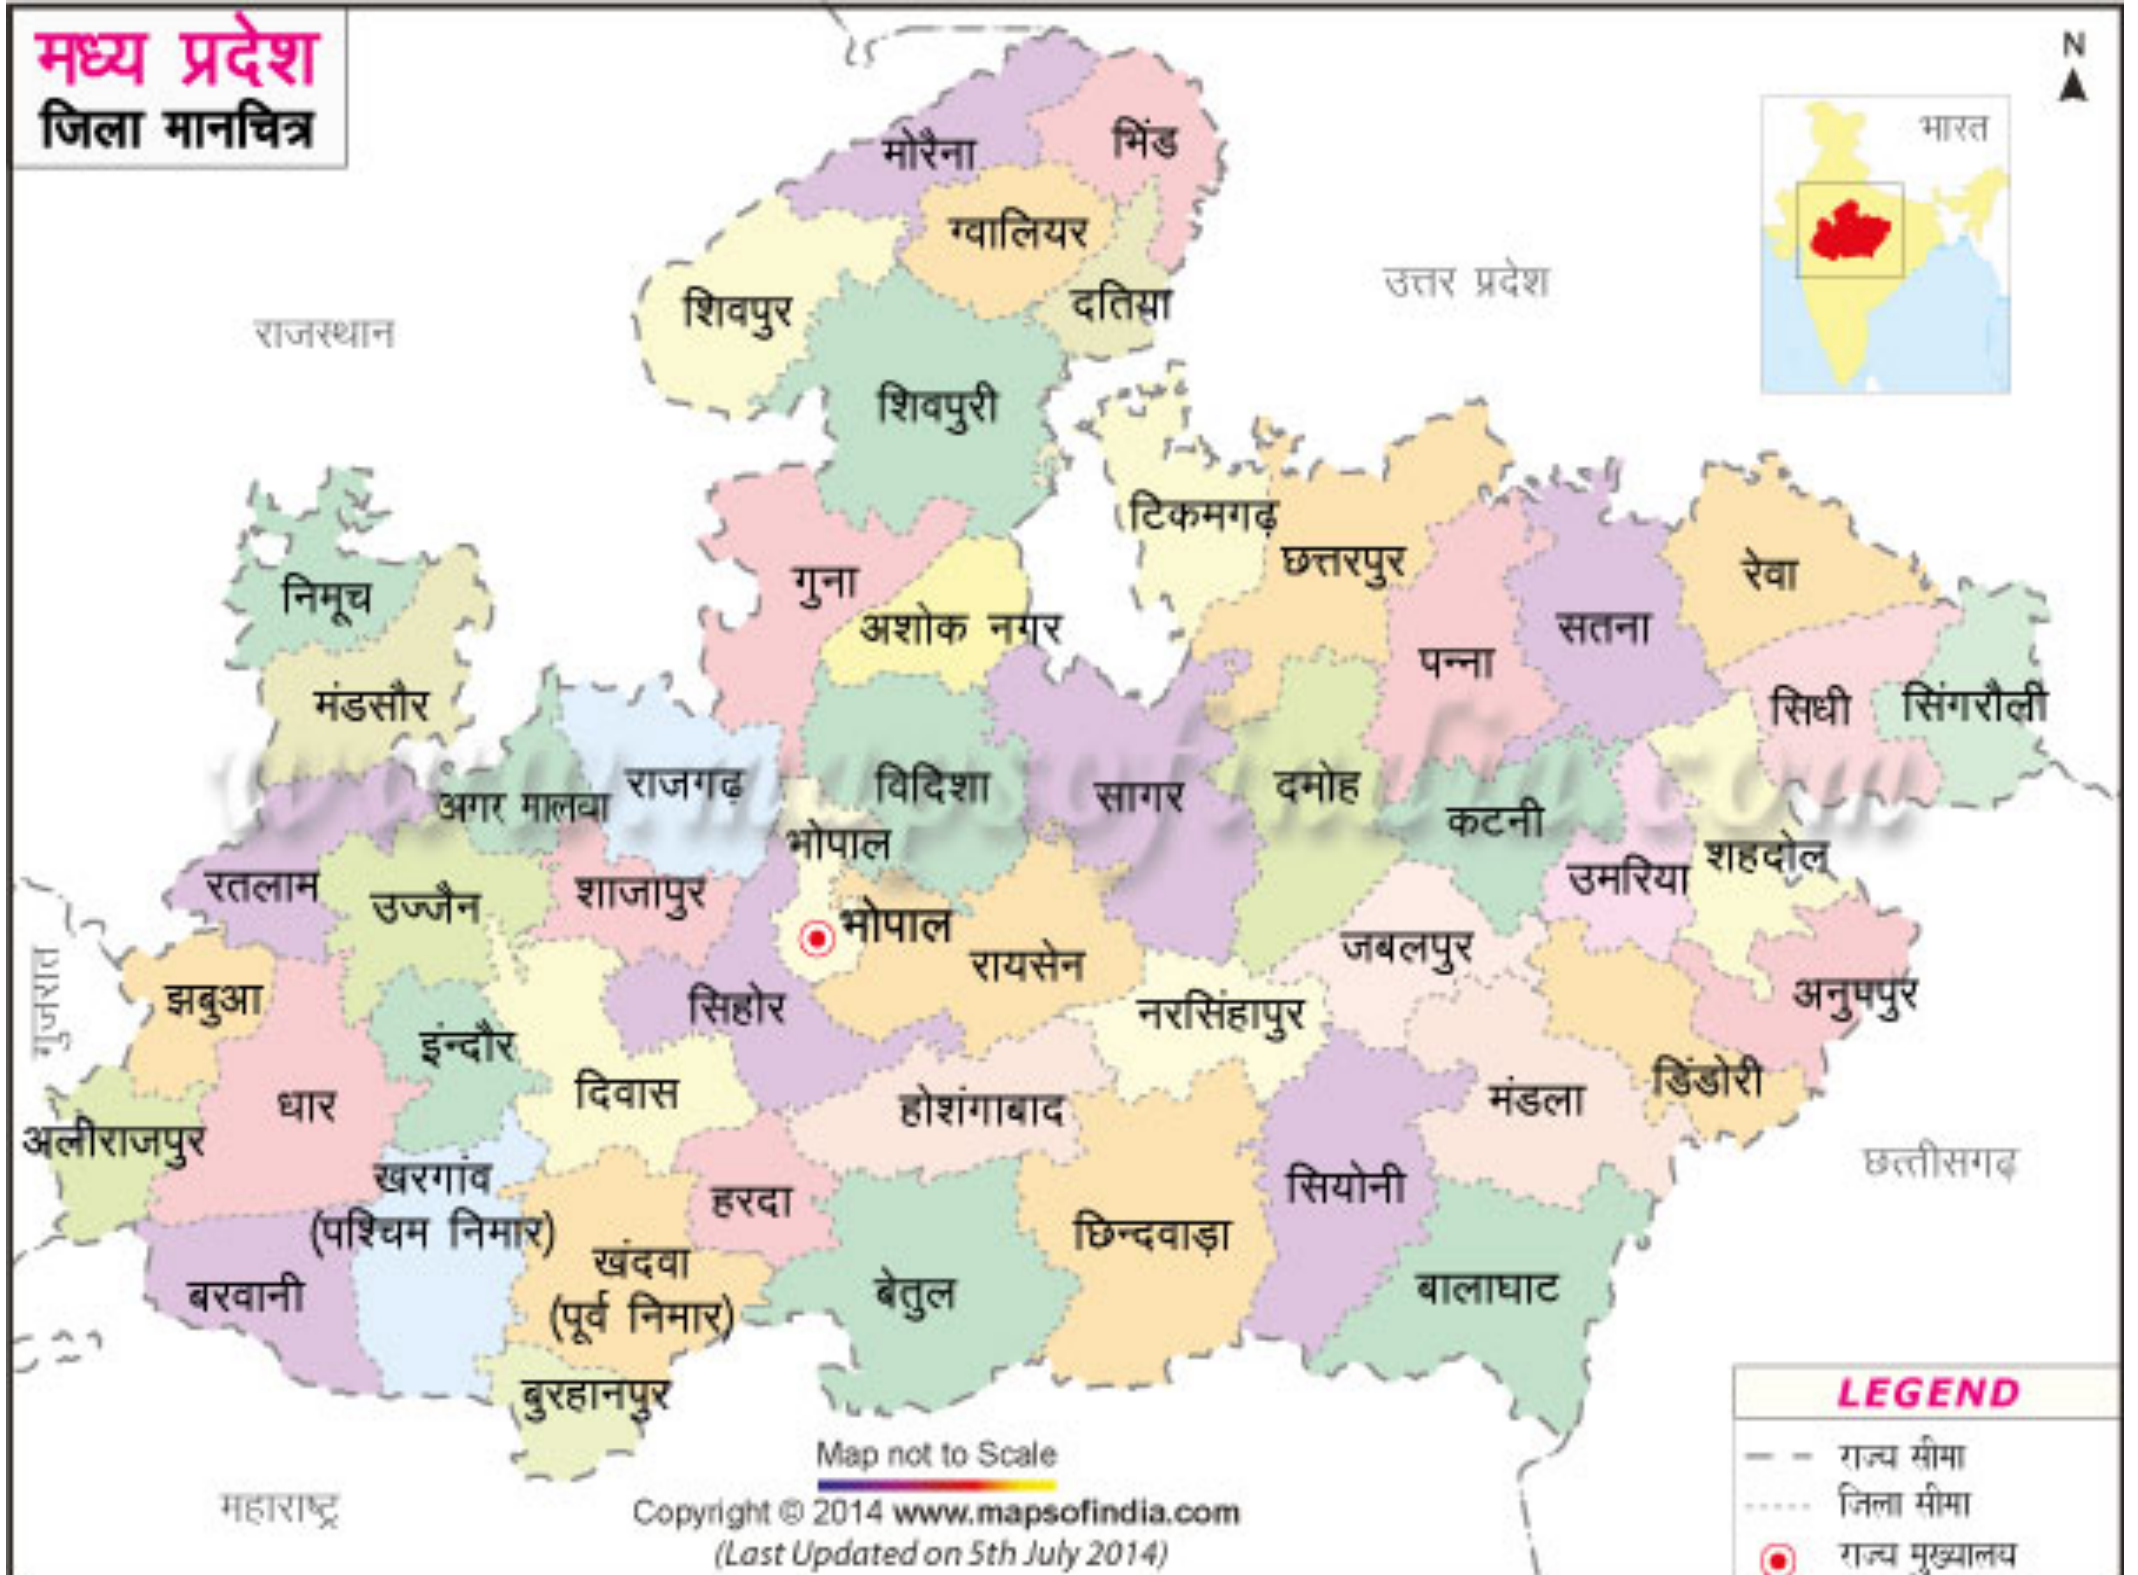 मध्य प्रदेश
जिला मानचित्र
N
भारत
मोरैना
भिंड
ग्वालियर
उत्तर प्रदेश
शिवपुर
दतिया
राजस्थान
शिवपुरी
टिकमगढ़
छत्तरपुर
रेवा
गुना
निमूच
अशोक नगर
सतना
पन्ना
मंडसौर
सिधी
सिंगरौली
राजगढ़
विदिशा
सागर
दमोह
अगर मालवा
कटनी
www.mapsofindia.com
भोपाल
शहदोल
उमरिया
रतलाम
उज्जैन
शाजापुर
भोपाल
जबलपुर
रायसेन
गुजरात
झबुआ
सिहोर
नरसिंहापुर
अनुपपुर
इंन्दौर
डिंडोरी
दिवास
मंडला
धार
होशंगाबाद
अलीराजपुर
छत्तीसगढ़
खरगांव
(पश्चिम निमार)
हरदा
सियोनी
छिन्दवाड़ा
खंदवा
(पूर्व निमार)
बरवानी
बेतुल
बालाघाट
बुरहानपुर
महाराष्ट्र
Map not to Scale
Copyright © 2014 www.mapsofindia.com
(Last Updated on 5th July 2014)
LEGEND
राज्य सीमा
जिला सीमा
राज्य मुख्यालय